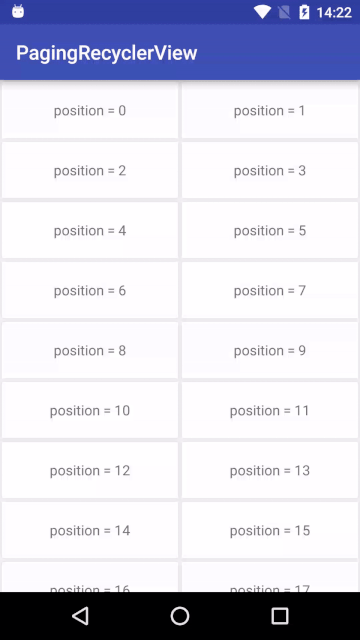 14:22
PagingRecyclerView
position = 0 position = 1
position = 2 position = 3
position = 4 position = 5
position = 6 position = 7
position = 8 position = 9
position = 10 position = 11
position = 12 position = 13
position = 14 position = 15
position = 16 position = 17